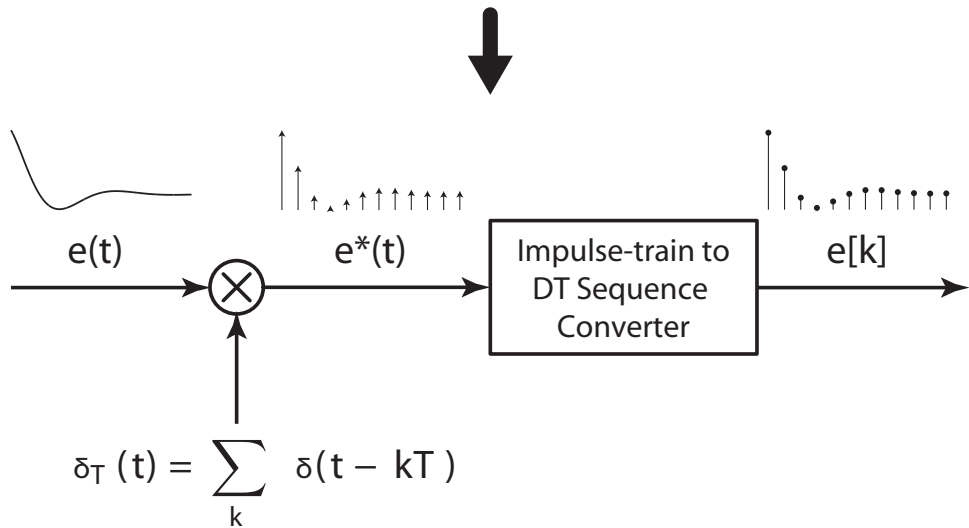 e(t)
e*(t)
Impulse-train to
DT Sequence
Converter
e[k]
δT (t) = ∑ δ(t − kT)
k